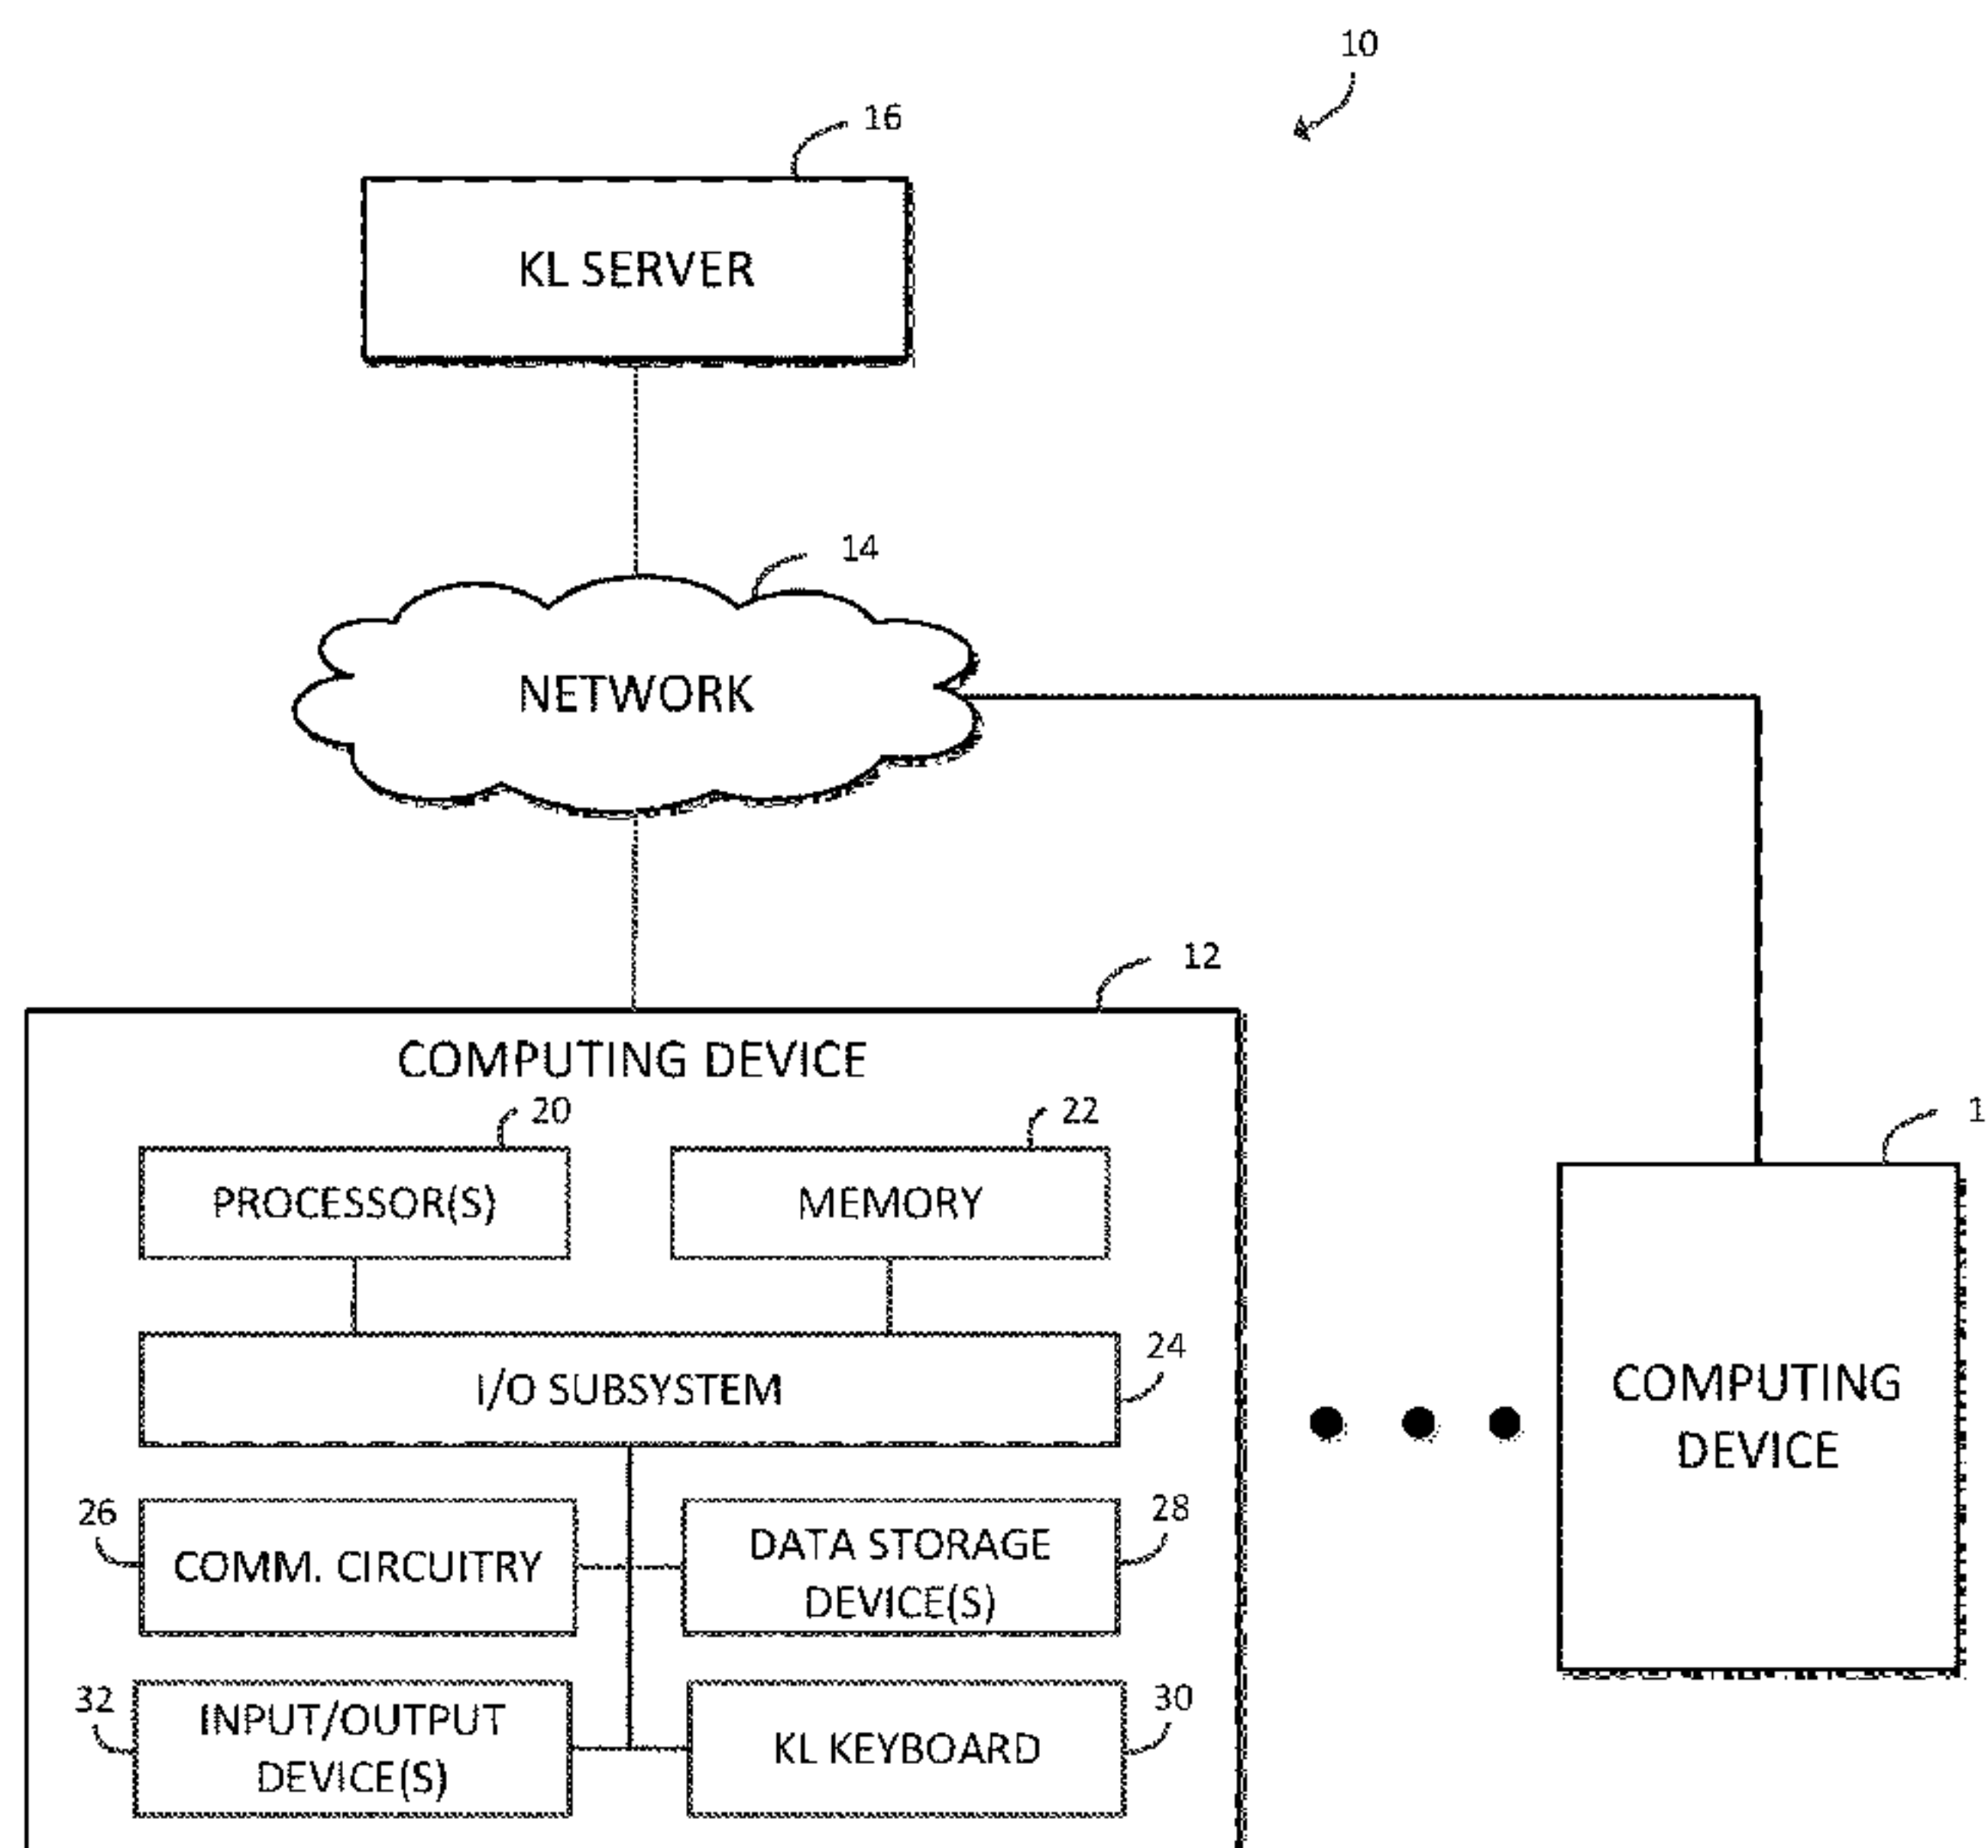 10
16
KL SERVER
14
NETWORK
12
COMPUTING DEVICE
20
22
PROCESSOR(S)
MEMORY
1
24
I/O SUBSYSTEM
COMPUTING
DEVICE
26
COMM. CIRCUITRY
28
DATA STORAGE
DEVICE(S)
32
INPUT/OUTPUT
DEVICE(S)
30
KL KEYBOARD